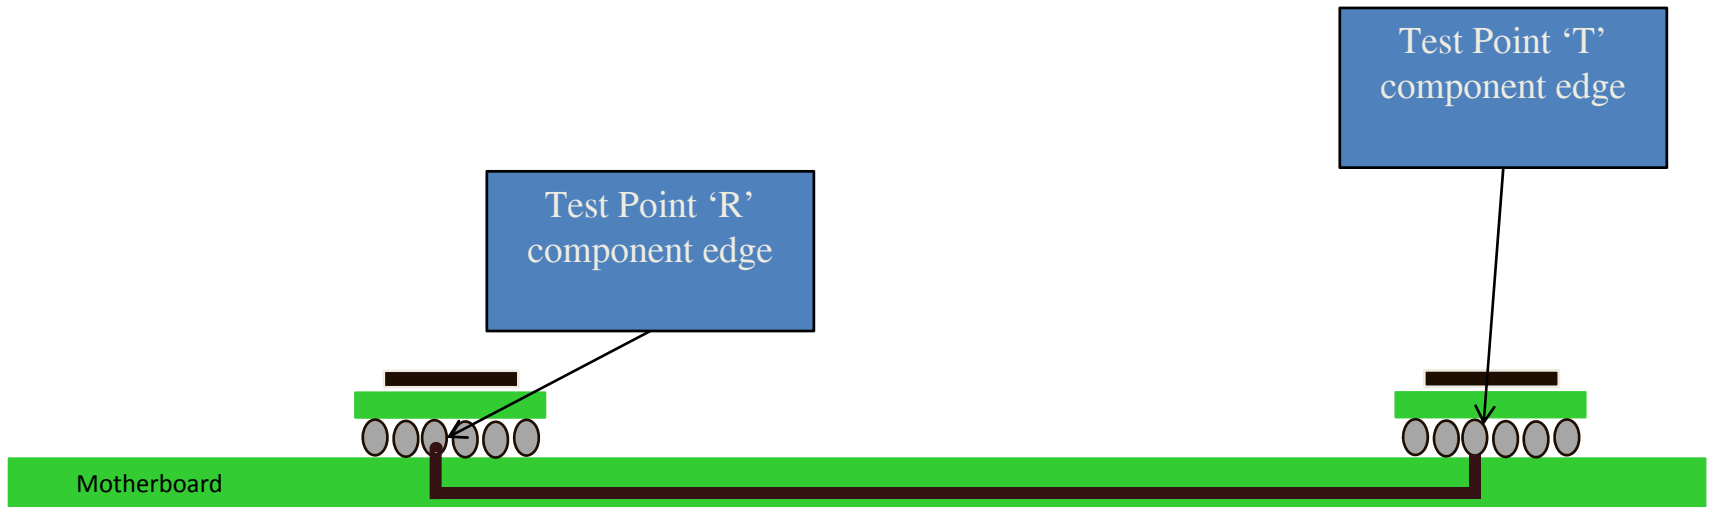 Test Point ‘T’
component edge
Test Point ‘R’
component edge
Motherboard